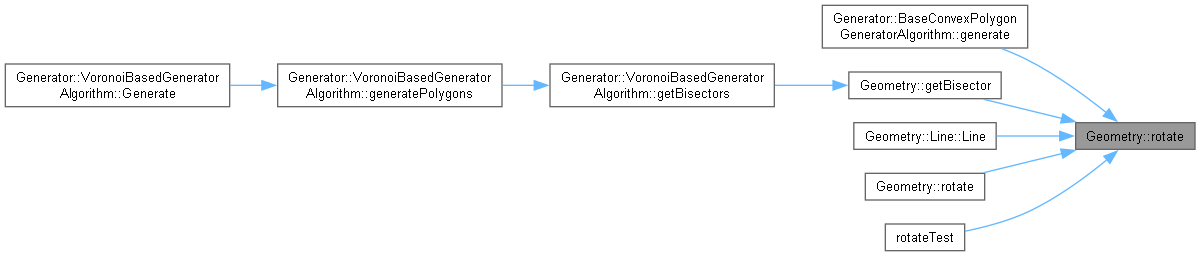 Generator::BaseConvexPolygon
GeneratorAlgorithm::generate
Generator::VoronoiBasedGenerator
Algorithm::Generate
Generator::VoronoiBasedGenerator
Algorithm::generatePolygons
Generator::VoronoiBasedGenerator
Algorithm::getBisectors
Geometry::getBisector
Geometry::Line::Line
Geometry::rotate
Geometry::rotate
rotateTest